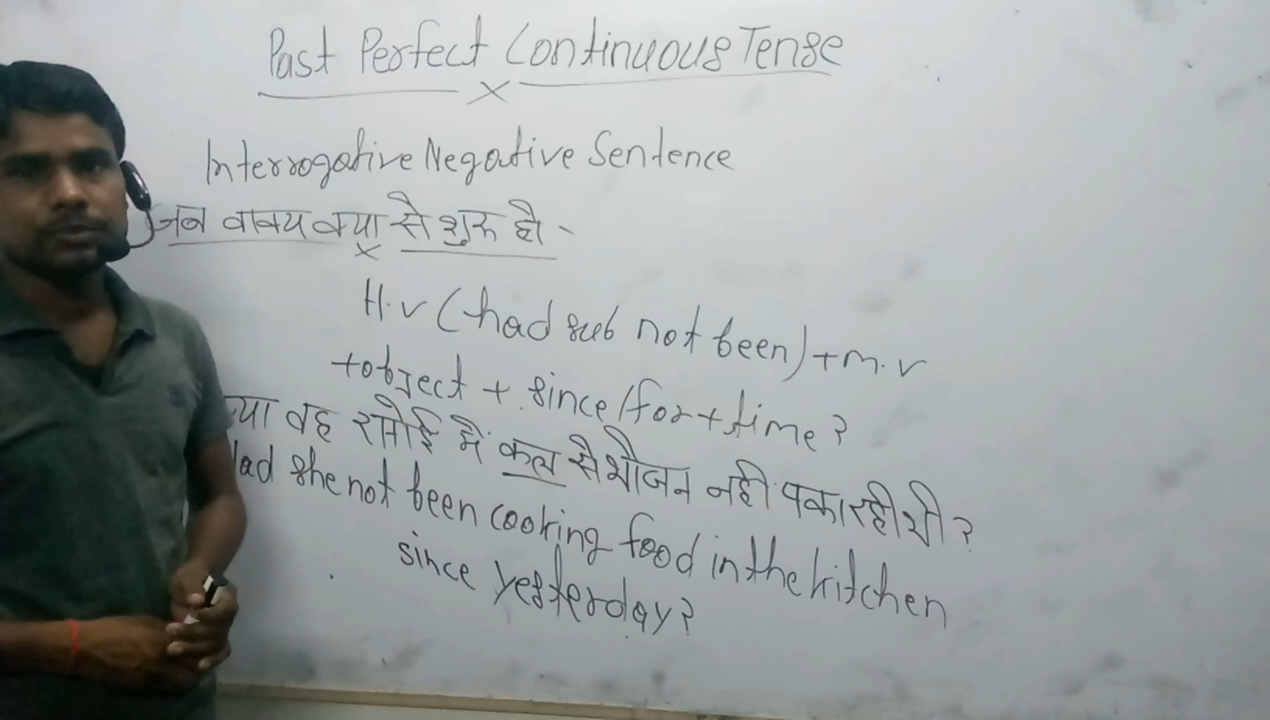 Past Perfect Continuous Tense
Interrogative Negative Sentence
जब वाक्य क्या से शुरू हो -
H.v (had sub not been) + m.v
+ object + since/for + time?
क्या वह रसोई में कल से भोजन नहीं पका रही थी?
Had she not been cooking food in the kitchen
since yesterday?